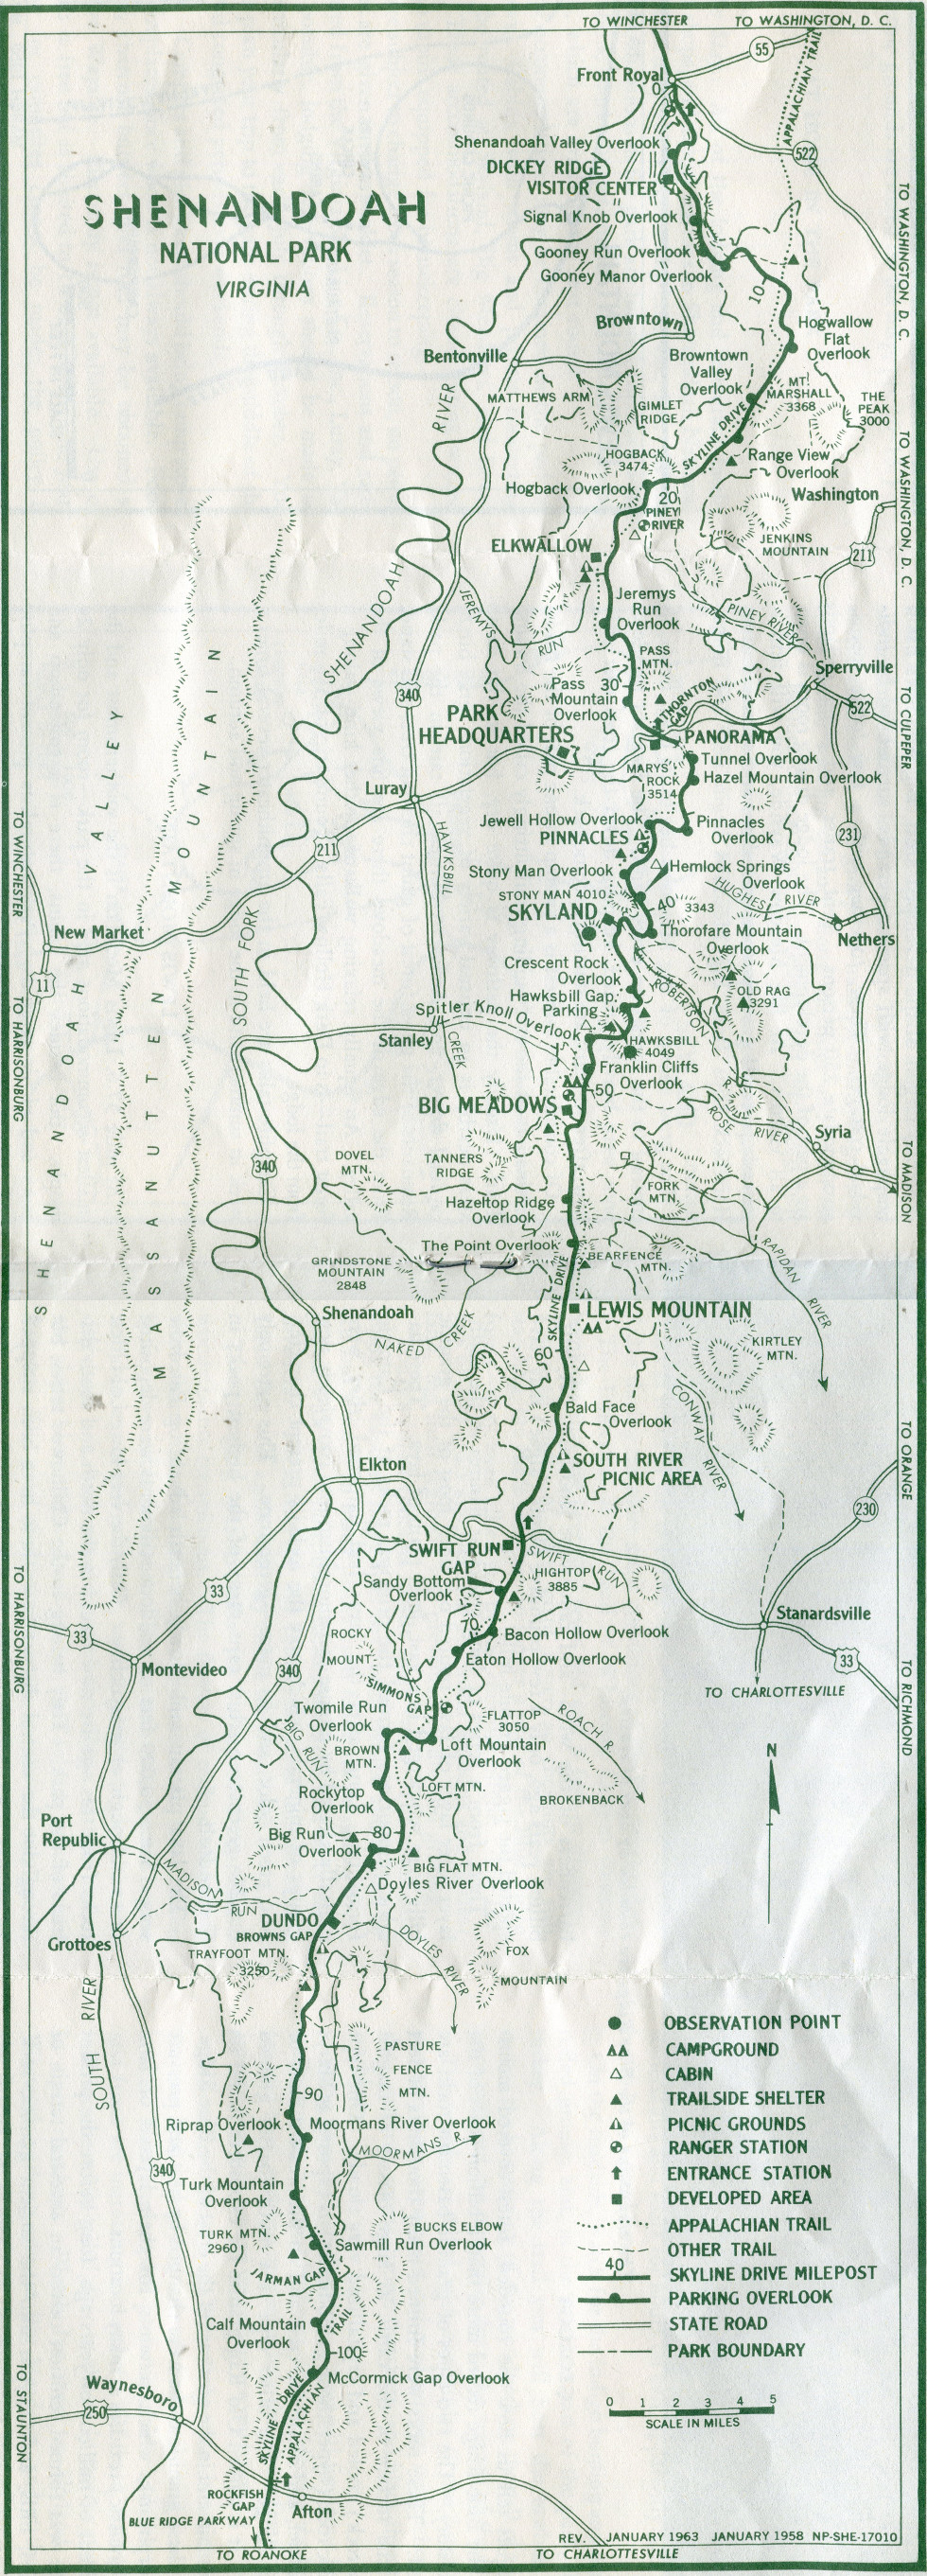 TO WINCHESTER
TO WASHINGTON, D. C.
55
Front Royal
0
APPALACHIAN TRAIL
Shenandoah Valley Overlook
522
DICKEY RIDGE
VISITOR CENTER
TO WASHINGTON, D. C.
SHENANDOAH
NATIONAL PARK
VIRGINIA
Signal Knob Overlook
Gooney Run Overlook
Gooney Manor Overlook
10
Browntown
Hogwallow
Flat
Overlook
Bentonville
Browntown
Valley
Overlook
MT.
MARSHALL
3368
THE
PEAK
3000
MATTHEWS ARM
GIMLET
RIDGE
RIVER
SKYLINE DRIVE
TO WASHINGTON, D. C.
HOGBACK
3474
Range View
Overlook
Hogback Overlook
20
Washington
PINEY
RIVER
JENKINS
MOUNTAIN
ELKWALLOW
211
SHENANDOAH
JEREMYS
RUN
Jeremys
Run
Overlook
PINEY RIVER
PASS
MTN.
Sperryville
340
30
Pass
Mountain
Overlook
THORNTON
GAP
522
TO CULPEPER
PARK
HEADQUARTERS
PANORAMA
Tunnel Overlook
MARYS
ROCK
3514
Hazel Mountain Overlook
Luray
HAWKSBILL
CREEK
Jewell Hollow Overlook
Pinnacles
Overlook
PINNACLES
231
211
TO WINCHESTER
Stony Man Overlook
Hemlock Springs
Overlook
STONY MAN 4010
HUGHES RIVER
40
3343
SKYLAND
New Market
Thorofare Mountain
Overlook
Nethers
SOUTH FORK
Crescent Rock
Overlook
11
Hawksbill Gap
Parking
ROBERTSON
R.
OLD RAG
3291
SHENANDOAH VALLEY
MASSANUTTEN MOUNTAIN
TO HARRISONBURG
Spitler Knoll Overlook
Stanley
HAWKSBILL
4049
Franklin Cliffs
Overlook
50
BIG MEADOWS
ROSE RIVER
Syria
340
DOVEL
MTN.
TANNERS
RIDGE
TO MADISON
FORK
MTN.
Hazeltop Ridge
Overlook
The Point Overlook
BEARFENCE
MTN.
RAPIDAN
RIVER
GRINDSTONE
MOUNTAIN
2848
SKYLINE DRIVE
Shenandoah
LEWIS MOUNTAIN
NAKED CREEK
60
KIRTLEY
MTN.
CONWAY RIVER
Bald Face
Overlook
TO ORANGE
Elkton
SOUTH RIVER
PICNIC AREA
230
SWIFT RUN
GAP
SWIFT RUN
TO HARRISONBURG
33
33
Sandy Bottom
Overlook
HIGHTOP
3885
Stanardsville
70
Bacon Hollow Overlook
ROCKY
MOUNT
Eaton Hollow Overlook
33
Montevideo
340
TO CHARLOTTESVILLE
TO RICHMOND
SIMMONS
GAP
Twomile Run
Overlook
FLATTOP
3050
ROACH R.
BIG RUN
Loft Mountain
Overlook
BROWN
MTN.
N
Rockytop
Overlook
LOFT MTN.
BROKENBACK
Port
Republic
80
Big Run
Overlook
BIG FLAT MTN.
Doyles River Overlook
MADISON
RUN
DUNDO
BROWNS GAP
DOYLES
RIVER
Grottoes
TRAYFOOT MTN.
3250
FOX
MOUNTAIN
SOUTH RIVER
PASTURE
FENCE
MTN.
90
Riprap Overlook
Moormans River Overlook
MOORMANS R.
340
Turk Mountain
Overlook
TURK MTN.
2960
BUCKS ELBOW
Sawmill Run Overlook
JARMAN GAP
Calf Mountain
Overlook
100
McCormick Gap Overlook
TO STAUNTON
Waynesboro
250
SKYLINE DRIVE
APPALACHIAN TRAIL
ROCKFISH
GAP
Afton
BLUE RIDGE PARKWAY
TO ROANOKE
TO CHARLOTTESVILLE
OBSERVATION POINT
CAMPGROUND
CABIN
TRAILSIDE SHELTER
PICNIC GROUNDS
RANGER STATION
ENTRANCE STATION
DEVELOPED AREA
APPALACHIAN TRAIL
OTHER TRAIL
40
SKYLINE DRIVE MILEPOST
PARKING OVERLOOK
STATE ROAD
PARK BOUNDARY
0 1 2 3 4 5
SCALE IN MILES
REV. JANUARY 1963 JANUARY 1958 NP-SHE-17010